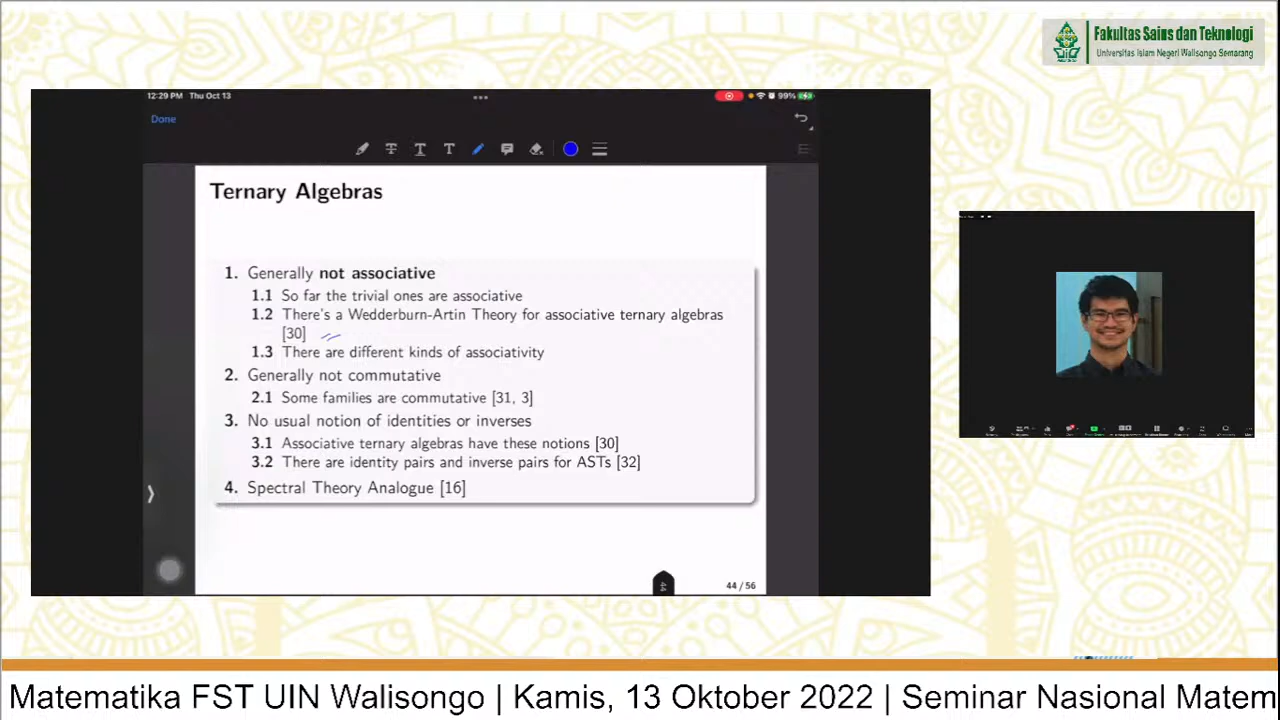 Fakultas Sains dan Teknologi
Universitas Islam Negeri Walisongo Semarang
12:29 PM Thu Oct 13
99%
Done
Ternary Algebras
1. Generally not associative
1.1 So far the trivial ones are associative
1.2 There's a Wedderburn-Artin Theory for associative ternary algebras
[30]
1.3 There are different kinds of associativity
2. Generally not commutative
2.1 Some families are commutative [31, 3]
3. No usual notion of identities or inverses
3.1 Associative ternary algebras have these notions [30]
3.2 There are identity pairs and inverse pairs for ASTs [32]
4. Spectral Theory Analogue [16]
44
44 / 56
Matematika FST UIN Walisongo | Kamis, 13 Oktober 2022 | Seminar Nasional Matem